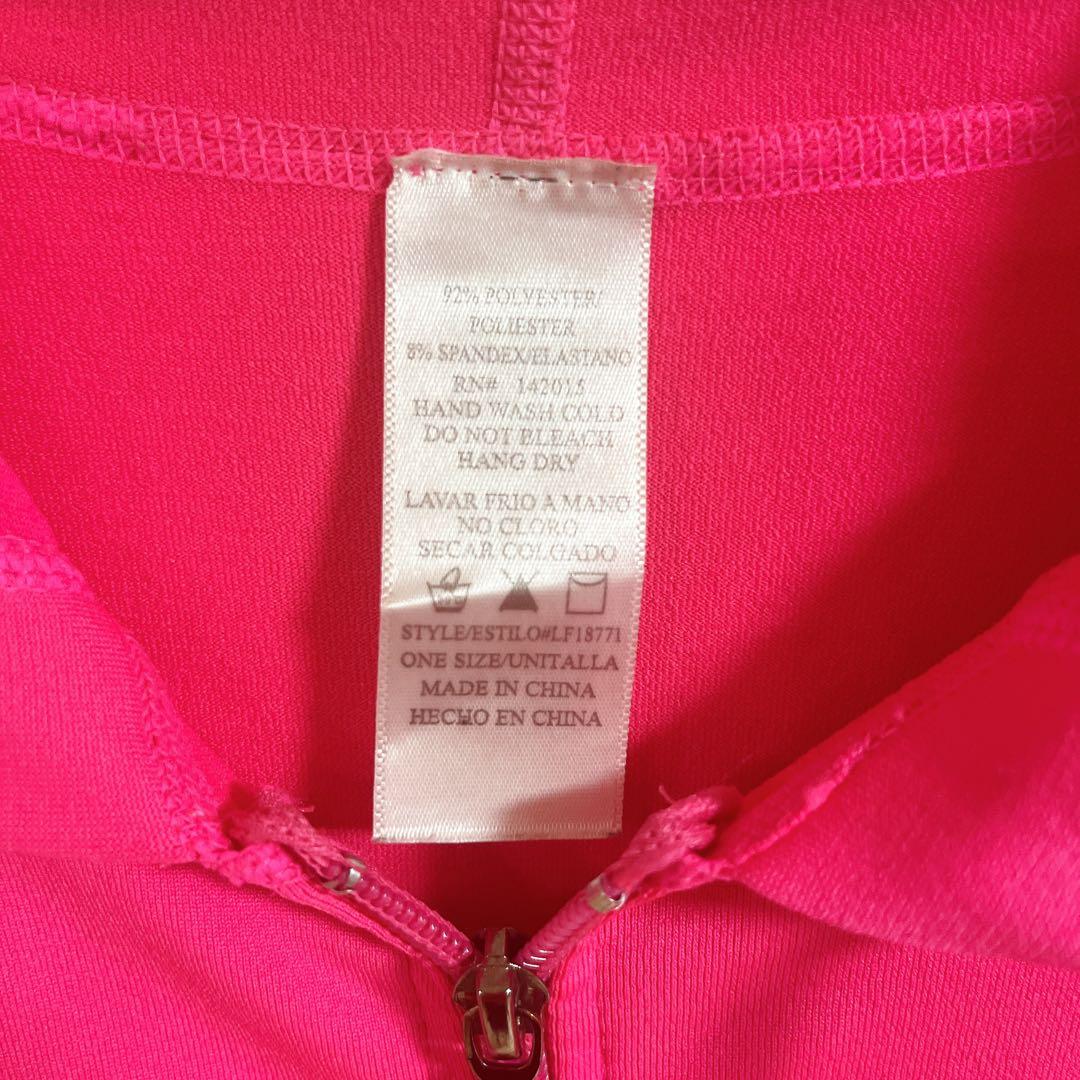 92% POLYESTER/
POLIESTER
8% SPANDEX/ELASTANO
RN# 142015
HAND WASH COLD
DO NOT BLEACH
HANG DRY
LAVAR FRIO A MANO
NO CLORO
SECAR COLGADO
STYLE/ESTILO#LF18771
ONE SIZE/UNITALLA
MADE IN CHINA
HECHO EN CHINA